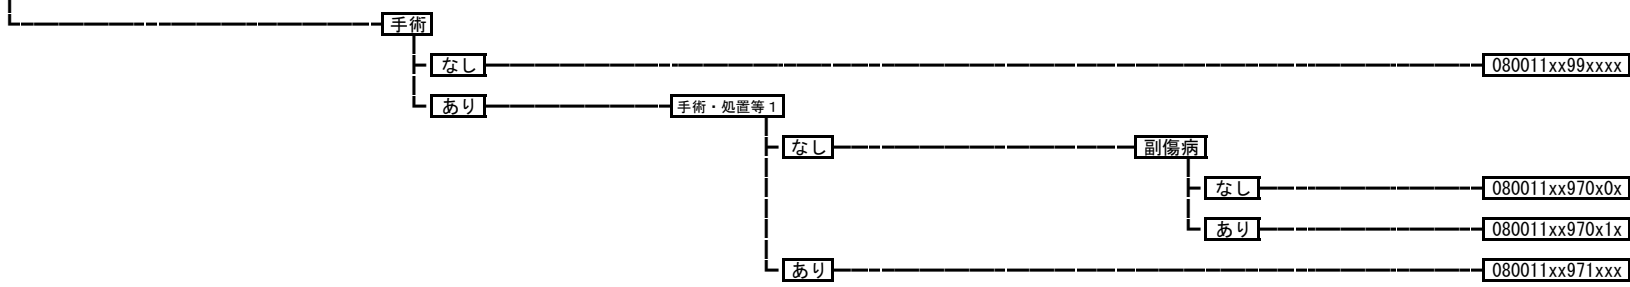 手術
なし 080011xx99xxxx
あり 手術・処置等１
なし 副傷病
なし 080011xx970x0x
あり 080011xx970x1x
あり 080011xx971xxx